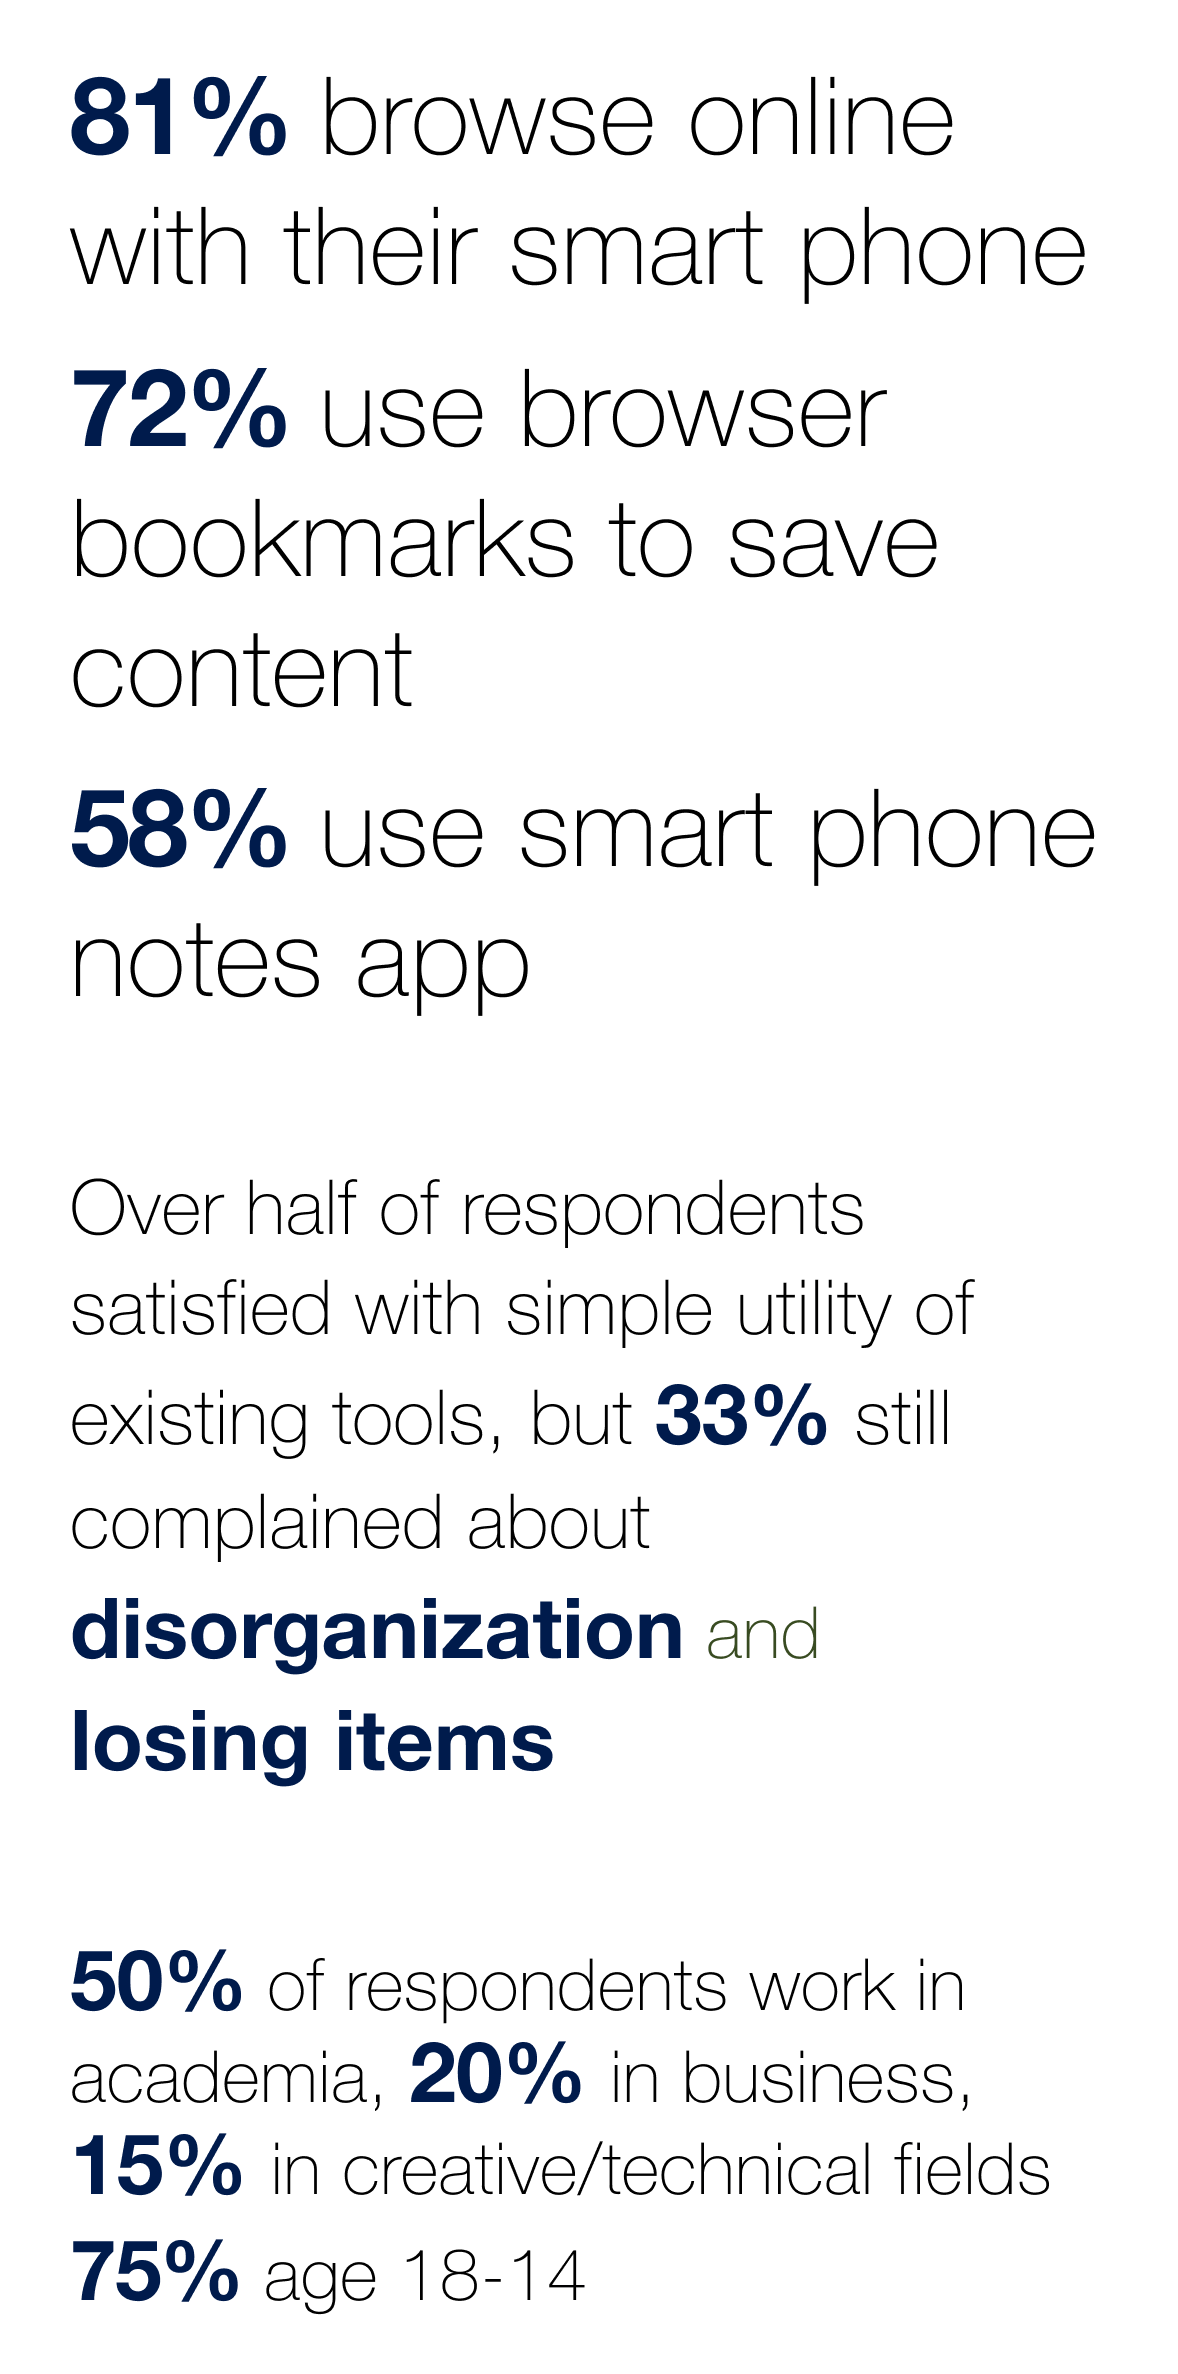 81% browse online
with their smart phone
72% use browser
bookmarks to save
content
58% use smart phone
notes app
Over half of respondents
satisfied with simple utility of
existing tools, but 33% still
complained about
disorganization and
losing items
50% of respondents work in
academia, 20% in business,
15% in creative/technical fields
75% age 18-14